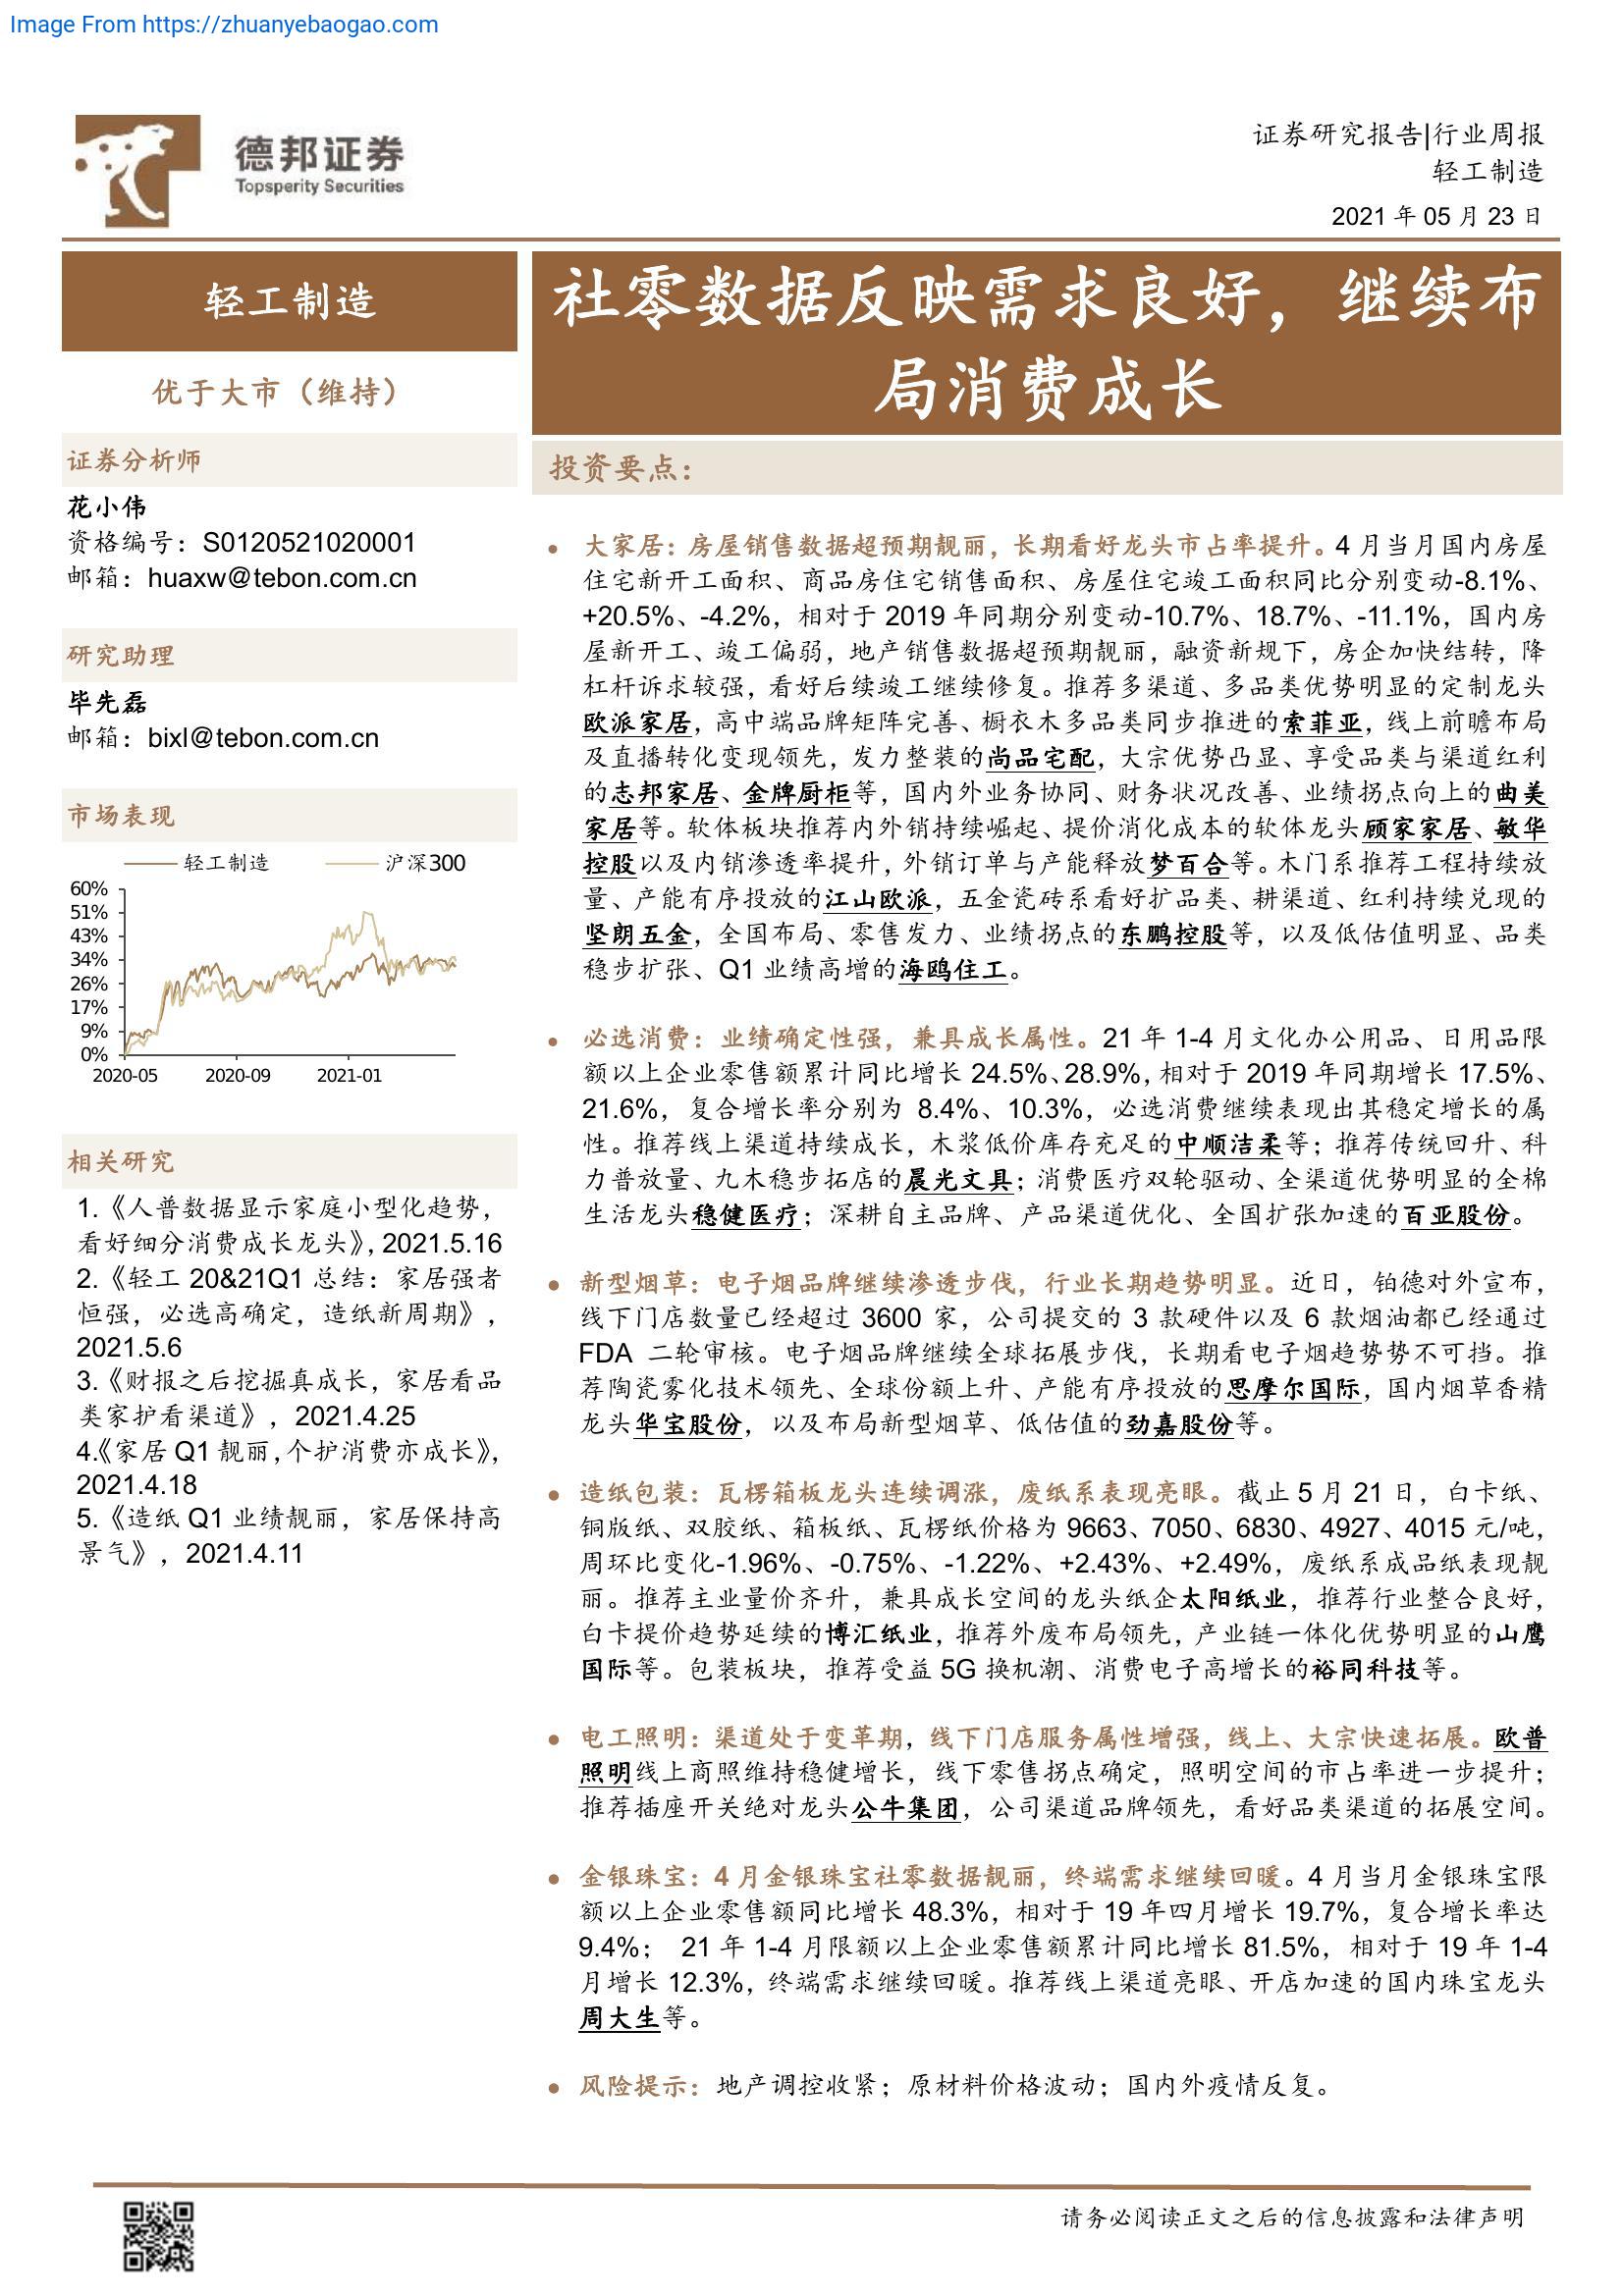 Image From https://zhuanyebaogao.com
德邦证券
Topsperity Securities
证券研究报告|行业周报
轻工制造
2021 年 05 月 23 日
轻工制造
优于大市（维持）
证券分析师
花小伟
资格编号：S0120521020001
邮箱：huaxw@tebon.com.cn
研究助理
毕先磊
邮箱：bixl@tebon.com.cn
市场表现
轻工制造 沪深300
60%
51%
43%
34%
26%
17%
9%
0%
2020-05 2020-09 2021-01
相关研究
1.《人普数据显示家庭小型化趋势，
看好细分消费成长龙头》，2021.5.16
2.《轻工 20&21Q1 总结：家居强者
恒强，必选高确定，造纸新周期》，
2021.5.6
3.《财报之后挖掘真成长，家居看品
类家护看渠道》，2021.4.25
4.《家居 Q1 靓丽，个护消费亦成长》，
2021.4.18
5.《造纸 Q1 业绩靓丽，家居保持高
景气》，2021.4.11
社零数据反映需求良好，继续布
局消费成长
投资要点：
● 大家居：房屋销售数据超预期靓丽，长期看好龙头市占率提升。4 月当月国内房屋
住宅新开工面积、商品房住宅销售面积、房屋住宅竣工面积同比分别变动-8.1%、
+20.5%、-4.2%，相对于 2019 年同期分别变动-10.7%、18.7%、-11.1%，国内房
屋新开工、竣工偏弱，地产销售数据超预期靓丽，融资新规下，房企加快结转，降
杠杆诉求较强，看好后续竣工继续修复。推荐多渠道、多品类优势明显的定制龙头
欧派家居，高中端品牌矩阵完善、橱衣木多品类同步推进的索菲亚，线上前瞻布局
及直播转化变现领先，发力整装的尚品宅配，大宗优势凸显、享受品类与渠道红利
的志邦家居、金牌厨柜等，国内外业务协同、财务状况改善、业绩拐点向上的曲美
家居等。软体板块推荐内外销持续崛起、提价消化成本的软体龙头顾家家居、敏华
控股以及内销渗透率提升，外销订单与产能释放梦百合等。木门系推荐工程持续放
量、产能有序投放的江山欧派，五金瓷砖系看好扩品类、耕渠道、红利持续兑现的
坚朗五金，全国布局、零售发力、业绩拐点的东鹏控股等，以及低估值明显、品类
稳步扩张、Q1 业绩高增的海鸥住工。
● 必选消费：业绩确定性强，兼具成长属性。21 年 1-4 月文化办公用品、日用品限
额以上企业零售额累计同比增长 24.5%、28.9%，相对于 2019 年同期增长 17.5%、
21.6%，复合增长率分别为 8.4%、10.3%，必选消费继续表现出其稳定增长的属
性。推荐线上渠道持续成长，木浆低价库存充足的中顺洁柔等；推荐传统回升、科
力普放量、九木稳步拓店的晨光文具；消费医疗双轮驱动、全渠道优势明显的全棉
生活龙头稳健医疗；深耕自主品牌、产品渠道优化、全国扩张加速的百亚股份。
● 新型烟草：电子烟品牌继续渗透步伐，行业长期趋势明显。近日，铂德对外宣布，
线下门店数量已经超过 3600 家，公司提交的 3 款硬件以及 6 款烟油都已经通过
FDA 二轮审核。电子烟品牌继续全球拓展步伐，长期看电子烟趋势势不可挡。推
荐陶瓷雾化技术领先、全球份额上升、产能有序投放的思摩尔国际，国内烟草香精
龙头华宝股份，以及布局新型烟草、低估值的劲嘉股份等。
● 造纸包装：瓦楞箱板龙头连续调涨，废纸系表现亮眼。截止 5 月 21 日，白卡纸、
铜版纸、双胶纸、箱板纸、瓦楞纸价格为 9663、7050、6830、4927、4015 元/吨，
周环比变化-1.96%、-0.75%、-1.22%、+2.43%、+2.49%，废纸系成品纸表现靓
丽。推荐主业量价齐升，兼具成长空间的龙头纸企太阳纸业，推荐行业整合良好，
白卡提价趋势延续的博汇纸业，推荐外废布局领先，产业链一体化优势明显的山鹰
国际等。包装板块，推荐受益 5G 换机潮、消费电子高增长的裕同科技等。
● 电工照明：渠道处于变革期，线下门店服务属性增强，线上、大宗快速拓展。欧普
照明线上商照维持稳健增长，线下零售拐点确定，照明空间的市占率进一步提升；
推荐插座开关绝对龙头公牛集团，公司渠道品牌领先，看好品类渠道的拓展空间。
● 金银珠宝：4 月金银珠宝社零数据靓丽，终端需求继续回暖。4 月当月金银珠宝限
额以上企业零售额同比增长 48.3%，相对于 19 年四月增长 19.7%，复合增长率达
9.4%； 21 年 1-4 月限额以上企业零售额累计同比增长 81.5%，相对于 19 年 1-4
月增长 12.3%，终端需求继续回暖。推荐线上渠道亮眼、开店加速的国内珠宝龙头
周大生等。
● 风险提示：地产调控收紧；原材料价格波动；国内外疫情反复。
请务必阅读正文之后的信息披露和法律声明